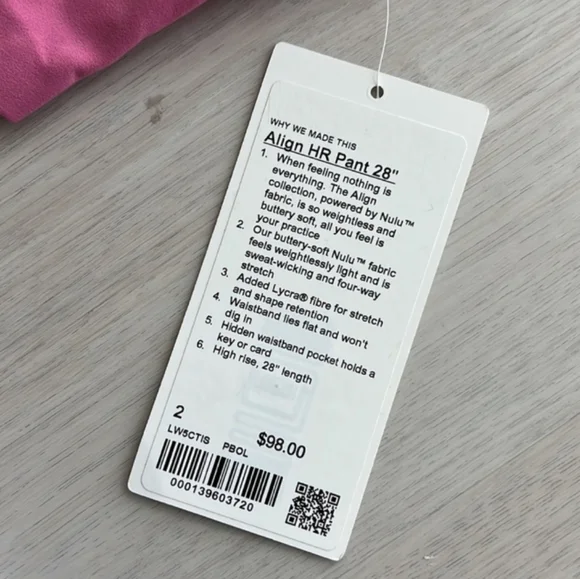 WHY WE MADE THIS
Align HR Pant 28"
1. When feeling nothing is
everything. The Align
collection, powered by Nulu™
fabric, is so weightless and
buttery soft, all you feel is
your practice
2. Our buttery-soft Nulu™ fabric
feels weightlessly light and is
sweat-wicking and four-way
stretch
3. Added Lycra® fibre for stretch
and shape retention
4. Waistband lies flat and won't
dig in
5. Hidden waistband pocket holds a
key or card
6. High rise, 28" length
2
$98.00
LW5CTIS PBOL
000139603720